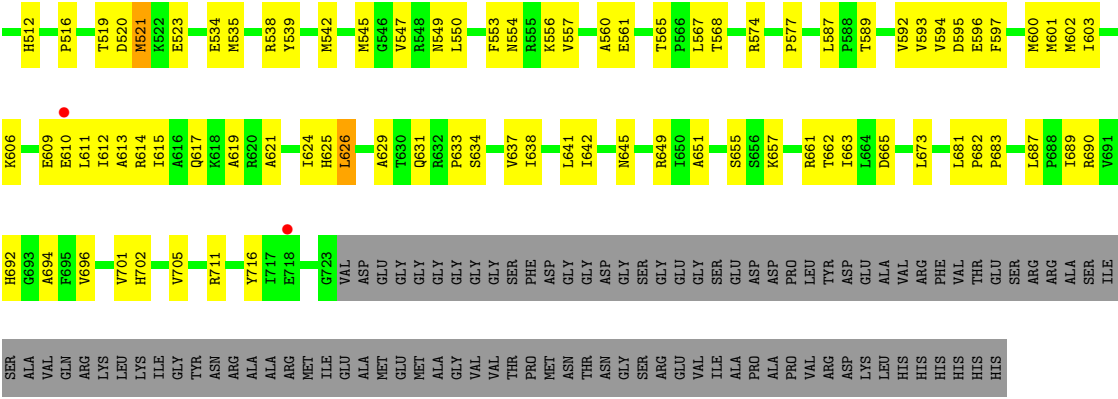 H512 P516 T519 D520 M521 K522 E523 E534 M535 R538 Y539 M542 M545 G546 V547 R548 N549 L550 F553 N554 R555 K556 V557 A560 E561 T565 P566 L567 T568 R574 P577 L587 P588 T589 V592 V593 V594 D595 E596 F597 M600 M601 M602 I603
K606 E609 E610 L611 I612 A613 R614 I615 A616 Q617 K618 A619 R620 A621 I624 H625 L626 A629 T630 Q631 R632 P633 S634 V637 I638 L641 I642 N645 R649 I650 A651 S655 S656 K657 R661 T662 I663 L664 D665 L673 L681 P682 P683 L687 P688 I689 R690 V691
H692 G693 A694 F695 V696 V701 H702 V705 R711 Y716 I717 E718 G723 VAL ASP GLU GLY GLY GLY GLY GLY SER PHE ASP GLY GLY ASP GLY SER GLU GLY SER GLU ASP ASP PRO LEU TYR ASP GLU ALA VAL ARG PHE VAL THR GLU SER ARG ARG ALA SER ILE
SER ALA VAL GLN ARG LYS LEU LYS ILE GLY TYR ASN ARG ALA ALA ARG MET ILE GLU ALA MET GLU MET ALA GLY VAL VAL THR PRO MET ASN THR ASN GLY SER ARG GLU VAL ILE ALA PRO ALA PRO VAL ARG ASP LYS LEU HIS HIS HIS HIS HIS HIS